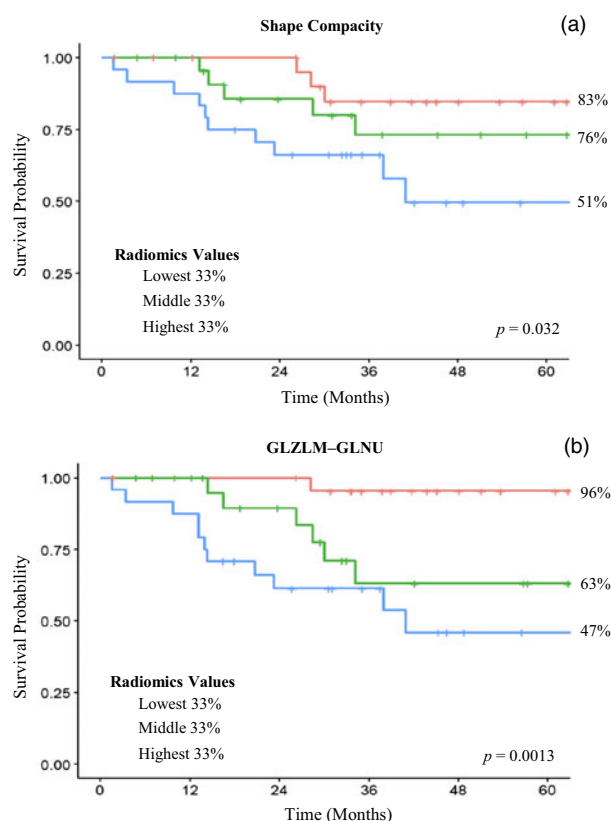 Shape Compacity
(a)
1.00
0.75
0.50
0.25
0.00
Survival Probability
83%
76%
51%
Radiomics Values
Lowest 33%
Middle 33%
Highest 33%
p = 0.032
0 12 24 36 48 60
Time (Months)
GLZLM–GLNU
(b)
1.00
0.75
0.50
0.25
0.00
Survival Probability
96%
63%
47%
Radiomics Values
Lowest 33%
Middle 33%
Highest 33%
p = 0.0013
0 12 24 36 48 60
Time (Months)